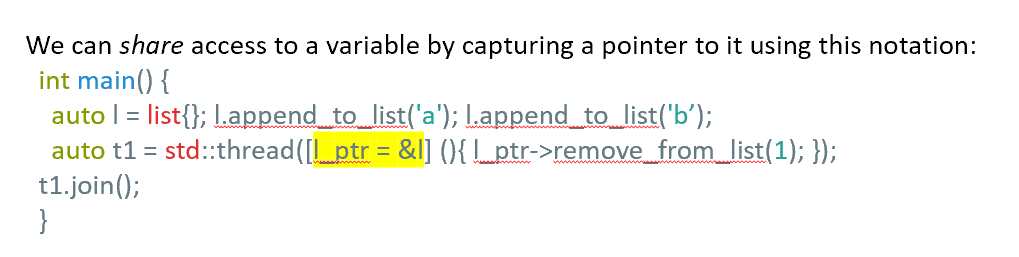 We can share access to a variable by capturing a pointer to it using this notation:
int main() {
auto l = list{}; l.append_to_list('a'); l.append_to_list('b’);
auto t1 = std::thread([l_ptr = &l] (){ l_ptr->remove_from_list(1); });
t1.join();
}